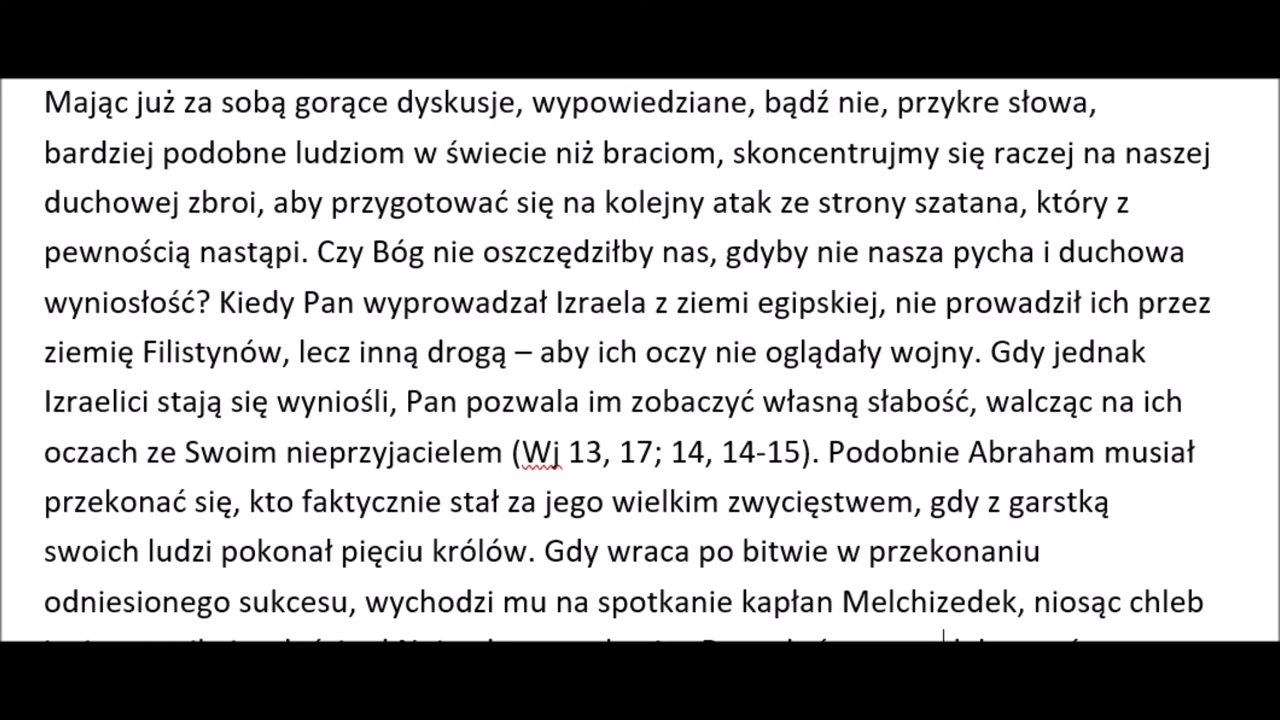 Mając już za sobą gorące dyskusje, wypowiedziane, bądź nie, przykre słowa,
bardziej podobne ludziom w świecie niż braciom, skoncentrujmy się raczej na naszej
duchowej zbroi, aby przygotować się na kolejny atak ze strony szatana, który z
pewnością nastąpi. Czy Bóg nie oszczędziłby nas, gdyby nie nasza pycha i duchowa
wyniosłość? Kiedy Pan wyprowadzał Izraela z ziemi egipskiej, nie prowadził ich przez
ziemię Filistynów, lecz inną drogą – aby ich oczy nie oglądały wojny. Gdy jednak
Izraelici stają się wyniośli, Pan pozwala im zobaczyć własną słabość, walcząc na ich
oczach ze Swoim nieprzyjacielem (Wj 13, 17; 14, 14-15). Podobnie Abraham musiał
przekonać się, kto faktycznie stał za jego wielkim zwycięstwem, gdy z garstką
swoich ludzi pokonał pięciu królów. Gdy wraca po bitwie w przekonaniu
odniesionego sukcesu, wychodzi mu na spotkanie kapłan Melchizedek, niosąc chleb